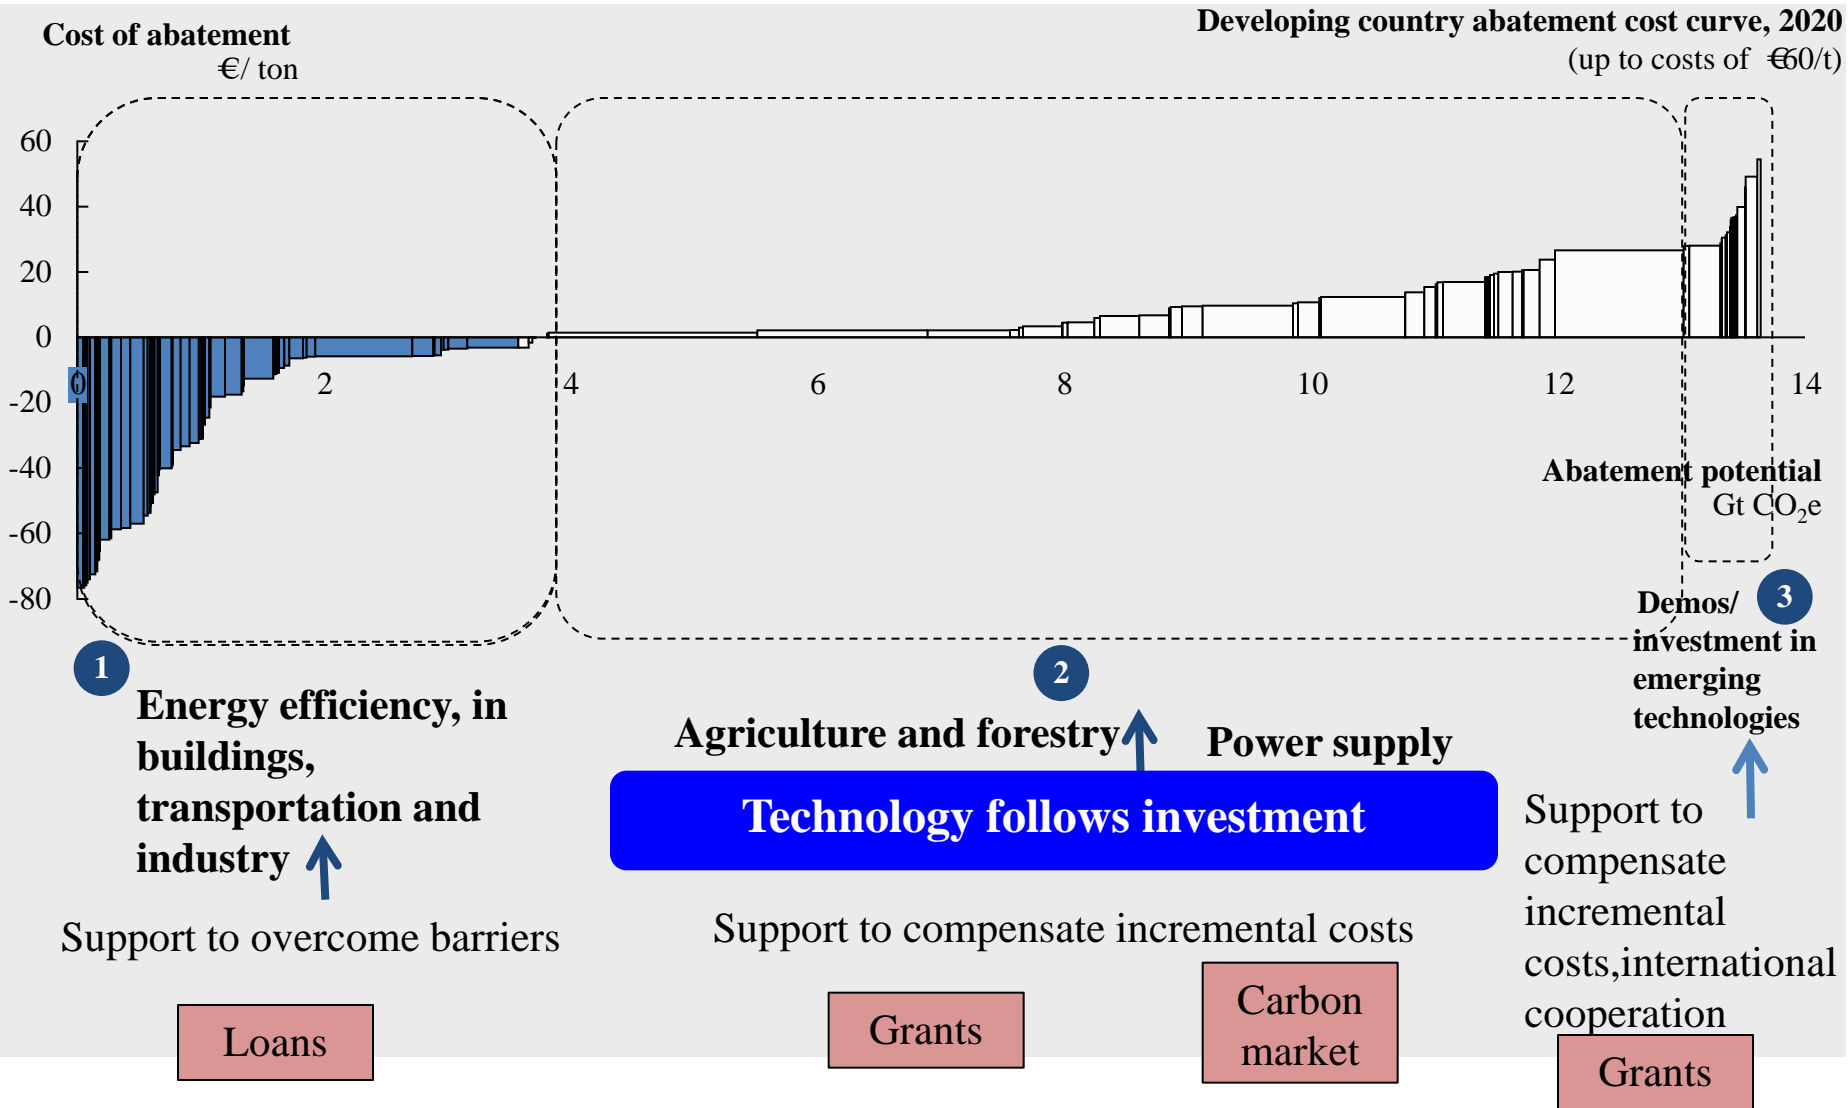 Cost of abatement
€/ ton
Developing country abatement cost curve, 2020
(up to costs of €60/t)
60
40
20
0
-20
-40
-60
-80
0
2
4
6
8
10
12
14
Abatement potential
Gt CO₂e
1
Energy efficiency, in
buildings,
transportation and
industry
Support to overcome barriers
Loans
2
Agriculture and forestry
Power supply
Technology follows investment
Support to compensate incremental costs
Grants
Carbon
market
3
Demos/
investment in
emerging
technologies
Support to
compensate
incremental
costs,international
cooperation
Grants